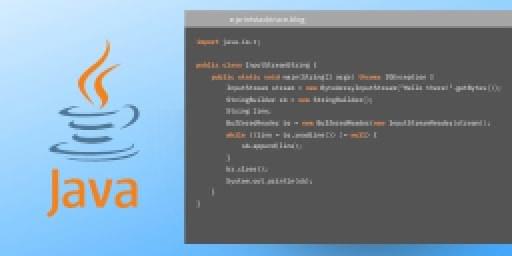 Java
e.printstacktrace.blog
import java.io.*;
public class InputStreamString {
public static void main(String[] args) throws IOException {
InputStream stream = new ByteArrayInputStream("Hello there!".getBytes());
StringBuilder sb = new StringBuilder();
String line;
BufferedReader br = new BufferedReader(new InputStreamReader(stream));
while ((line = br.readLine()) != null) {
sb.append(line);
}
br.close();
System.out.println(sb);
}
}